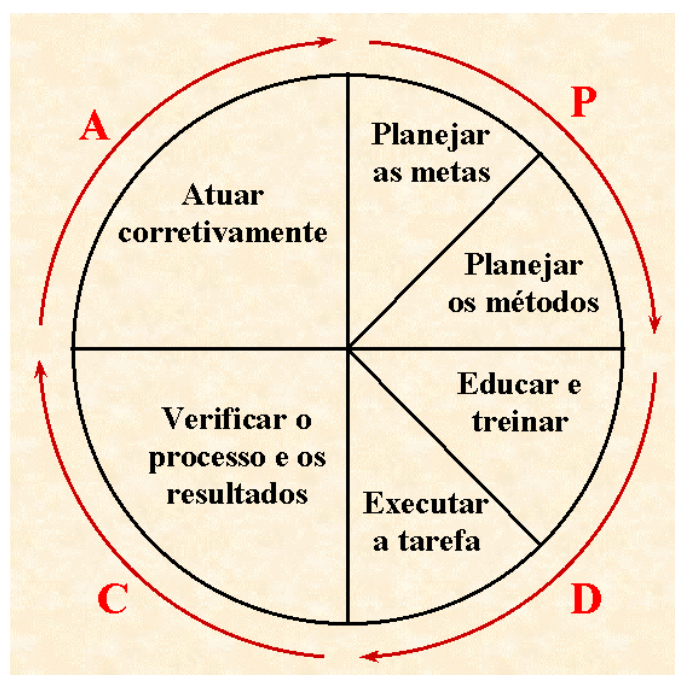 A
P
Planejar
as metas
Atuar
corretivamente
Planejar
os métodos
Educar e
treinar
Verificar o
processo e os
resultados
Executar
a tarefa
C
D